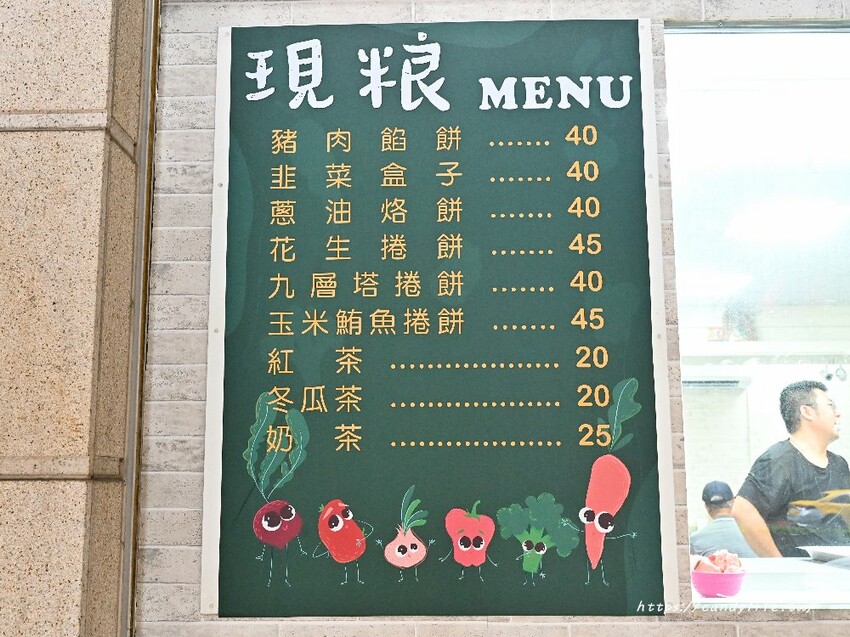 現粮 MENU
豬肉餡餅 ....... 40
韭菜盒子 ....... 40
蔥油烙餅 ....... 40
花生捲餅 ....... 45
九層塔捲餅 ....... 40
玉米鮪魚捲餅 ....... 45
紅茶 ................... 20
冬瓜茶 ................... 20
奶茶 ................... 25